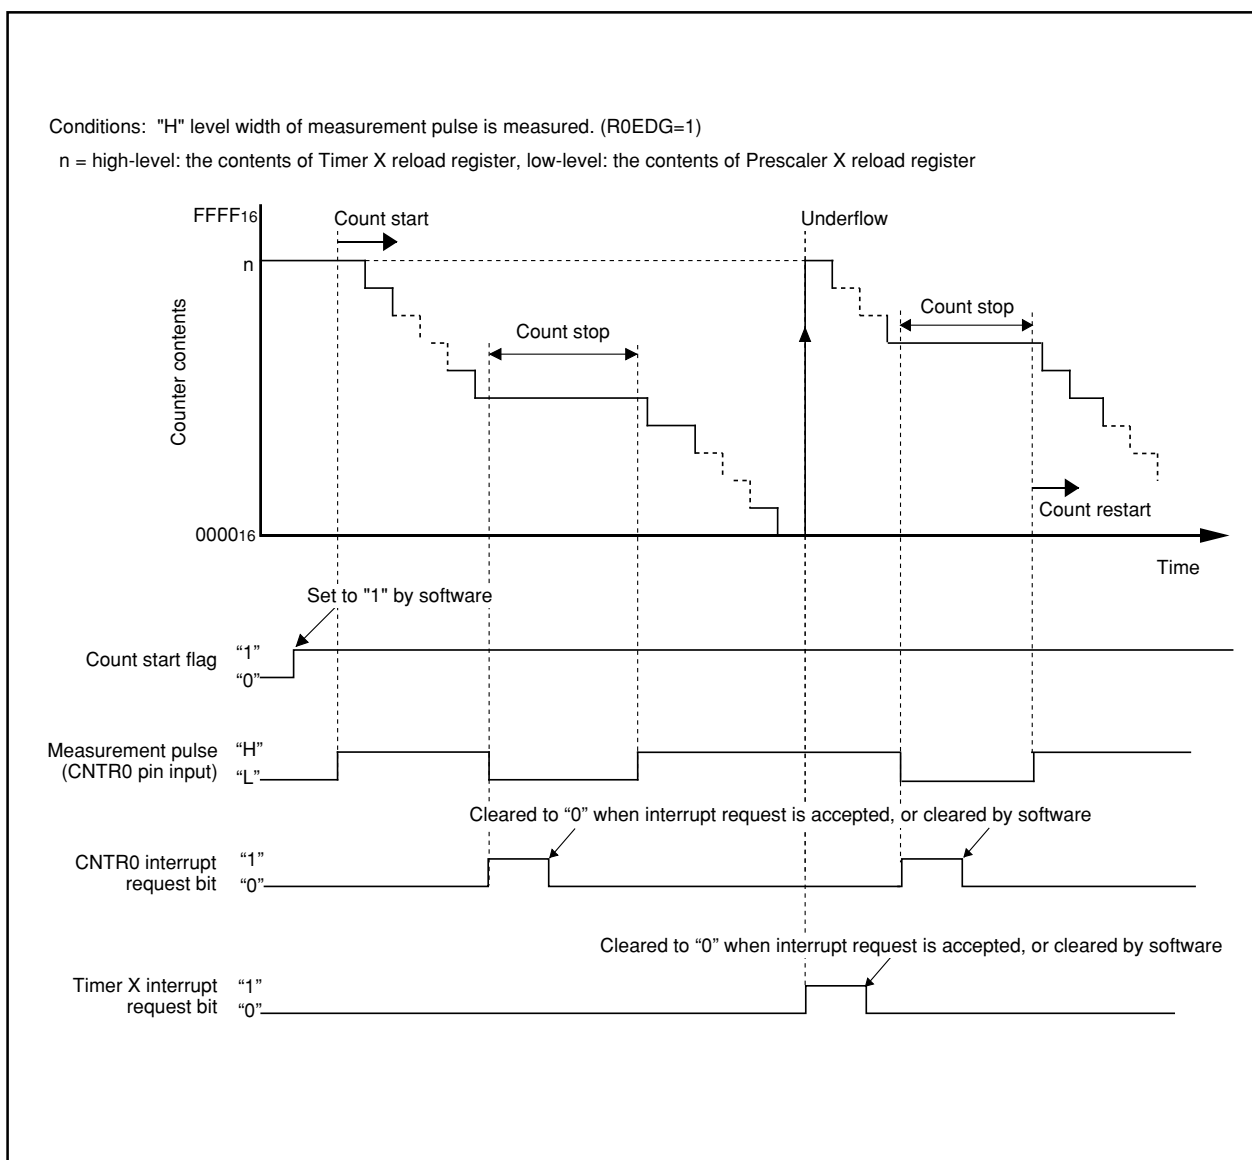 Conditions: "H" level width of measurement pulse is measured. (R0EDG=1)
n = high-level: the contents of Timer X reload register, low-level: the contents of Prescaler X reload register
FFFF16
Count start
Underflow
n
Counter contents
Count stop
Count stop
Count restart
000016
Time
Set to "1" by software
Count start flag
“1”
“0”
Measurement pulse
(CNTR0 pin input)
“H”
“L”
Cleared to “0” when interrupt request is accepted, or cleared by software
CNTR0 interrupt
request bit
“1”
“0”
Cleared to “0” when interrupt request is accepted, or cleared by software
Timer X interrupt
request bit
“1”
“0”